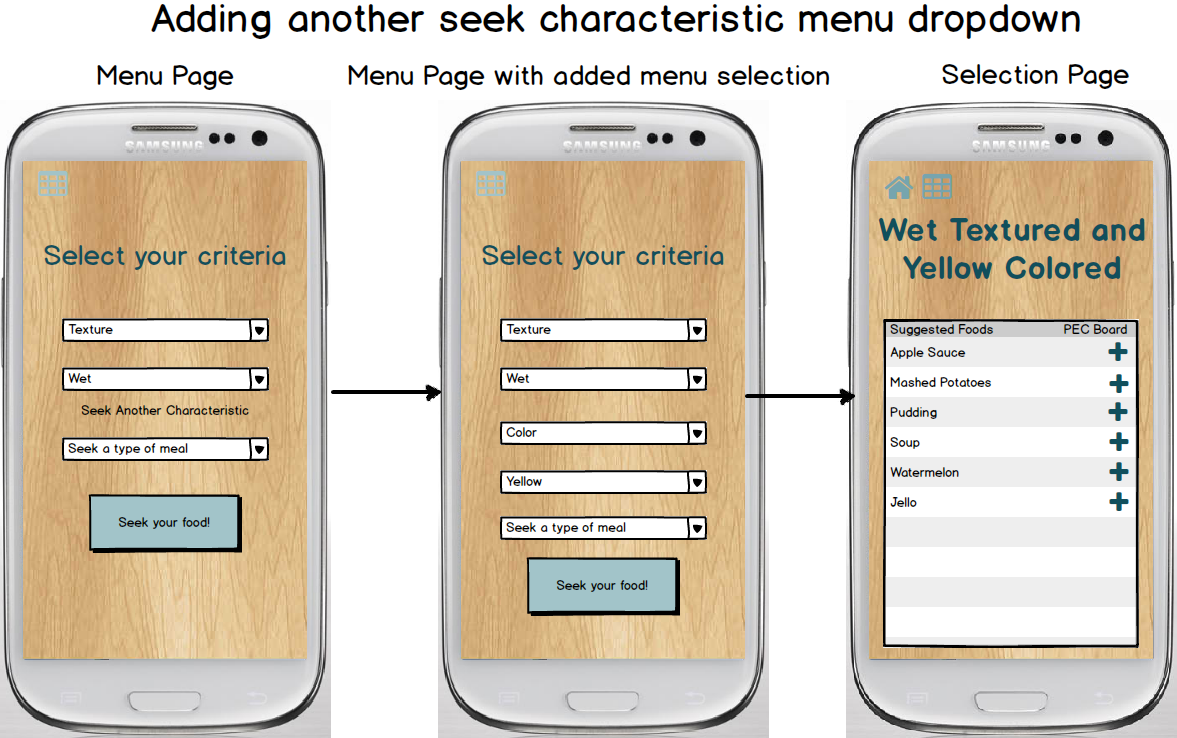 Adding another seek characteristic menu dropdown
Menu Page
Menu Page with added menu selection
Selection Page
SAMSUNG
Select your criteria
Texture
Wet
Seek Another Characteristic
Seek a type of meal
Seek your food!
SAMSUNG
Select your criteria
Texture
Wet
Color
Yellow
Seek a type of meal
Seek your food!
SAMSUNG
Wet Textured and
Yellow Colored
Suggested Foods PEC Board
Apple Sauce
Mashed Potatoes
Pudding
Soup
Watermelon
Jello